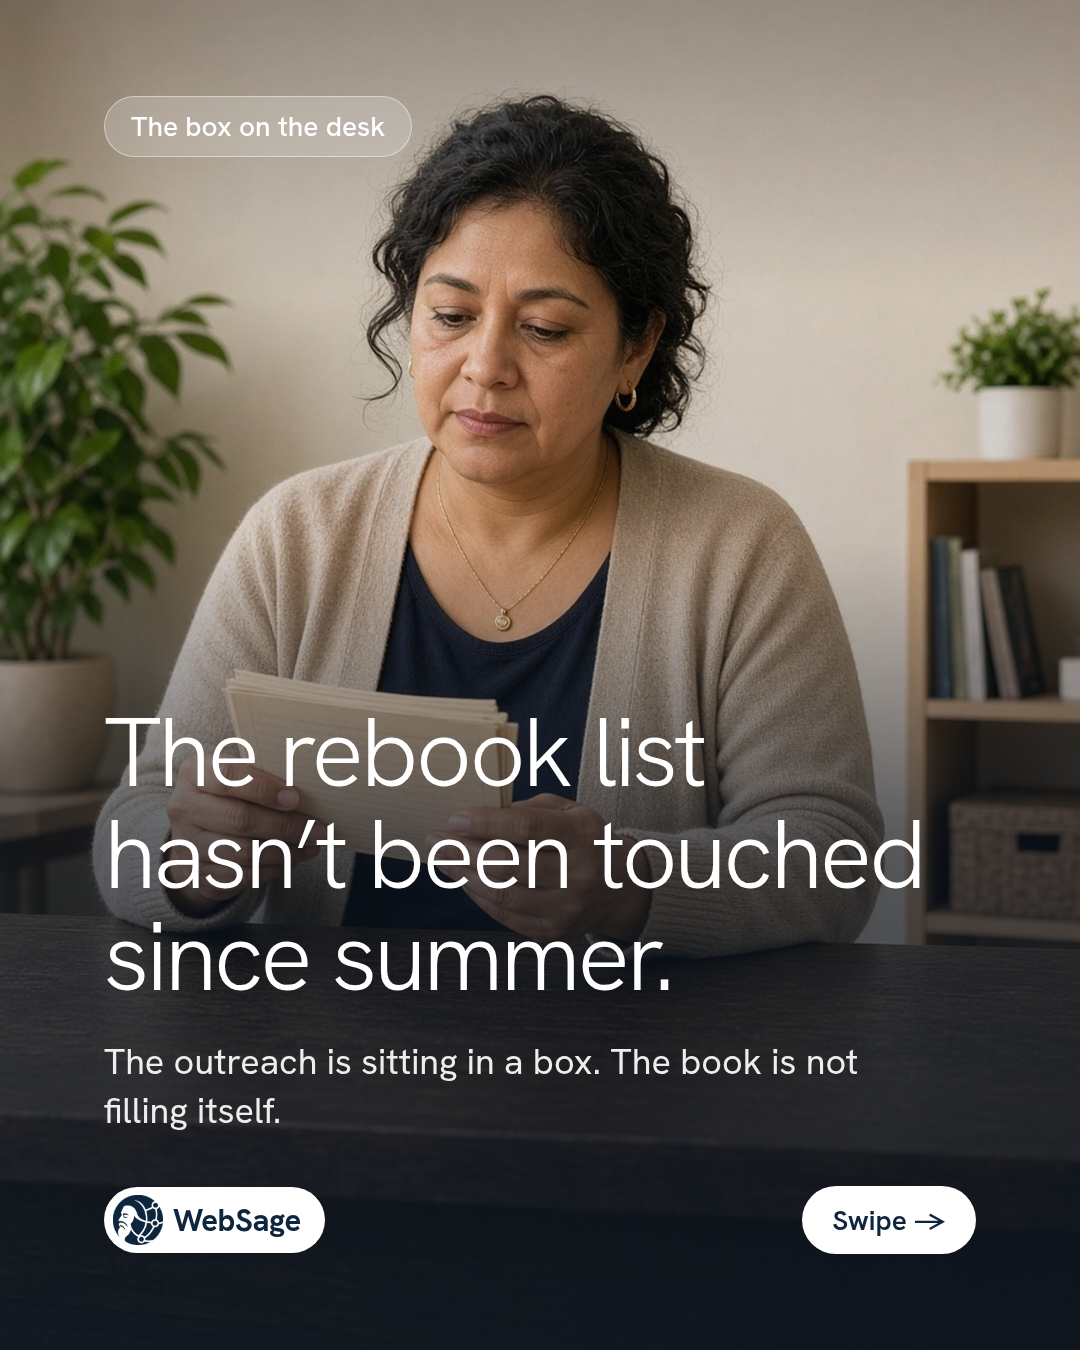 The box on the desk
The rebook list
hasn’t been touched
since summer.
The outreach is sitting in a box. The book is not
filling itself.
WebSage
Swipe →